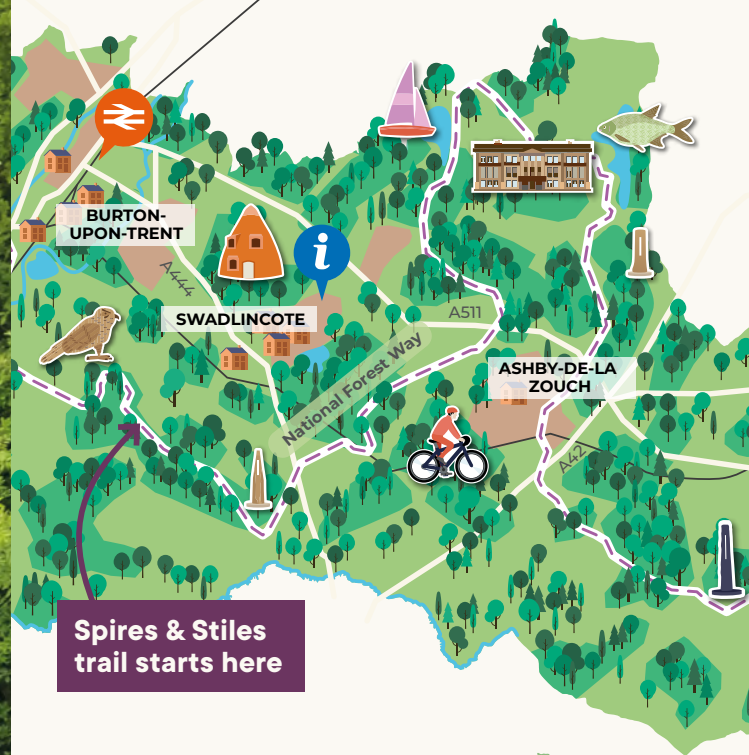 BURTON-
UPON-TRENT
A444
i
SWADLINCOTE
A511
National Forest Way
ASHBY-DE-LA
ZOUCH
A42
Spires & Stiles
trail starts here